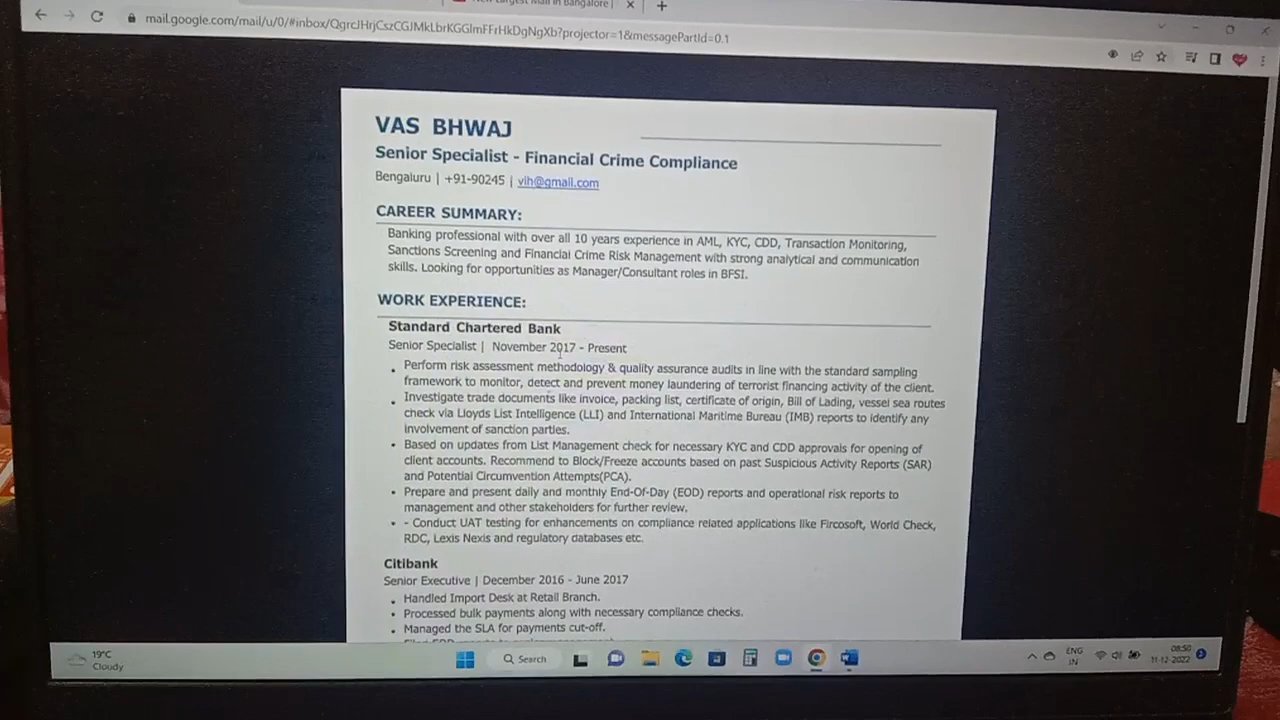 New Largest Mall in Bangalore |
mail.google.com/mail/u/0/#inbox/QgrcJHrjCszCGJMkLbrKGGlmFFrHkDgNgXb?projector=1&messagePartId=0.1
VAS BHWAJ
Senior Specialist - Financial Crime Compliance
Bengaluru | +91-90245 | vih@gmail.com
CAREER SUMMARY:
Banking professional with over all 10 years experience in AML, KYC, CDD, Transaction Monitoring,
Sanctions Screening and Financial Crime Risk Management with strong analytical and communication
skills. Looking for opportunities as Manager/Consultant roles in BFSI.
WORK EXPERIENCE:
Standard Chartered Bank
Senior Specialist | November 2017 - Present
• Perform risk assessment methodology & quality assurance audits in line with the standard sampling
framework to monitor, detect and prevent money laundering of terrorist financing activity of the client.
• Investigate trade documents like invoice, packing list, certificate of origin, Bill of Lading, vessel sea routes
check via Lloyds List Intelligence (LLI) and International Maritime Bureau (IMB) reports to identify any
involvement of sanction parties.
• Based on updates from List Management check for necessary KYC and CDD approvals for opening of
client accounts. Recommend to Block/Freeze accounts based on past Suspicious Activity Reports (SAR)
and Potential Circumvention Attempts(PCA).
• Prepare and present daily and monthly End-Of-Day (EOD) reports and operational risk reports to
management and other stakeholders for further review.
• - Conduct UAT testing for enhancements on compliance related applications like Fircosoft, World Check,
RDC, Lexis Nexis and regulatory databases etc.
Citibank
Senior Executive | December 2016 - June 2017
• Handled Import Desk at Retail Branch.
• Processed bulk payments along with necessary compliance checks.
• Managed the SLA for payments cut-off.
19°C
Cloudy
Search
ENG
IN
08:50
11-12-2022